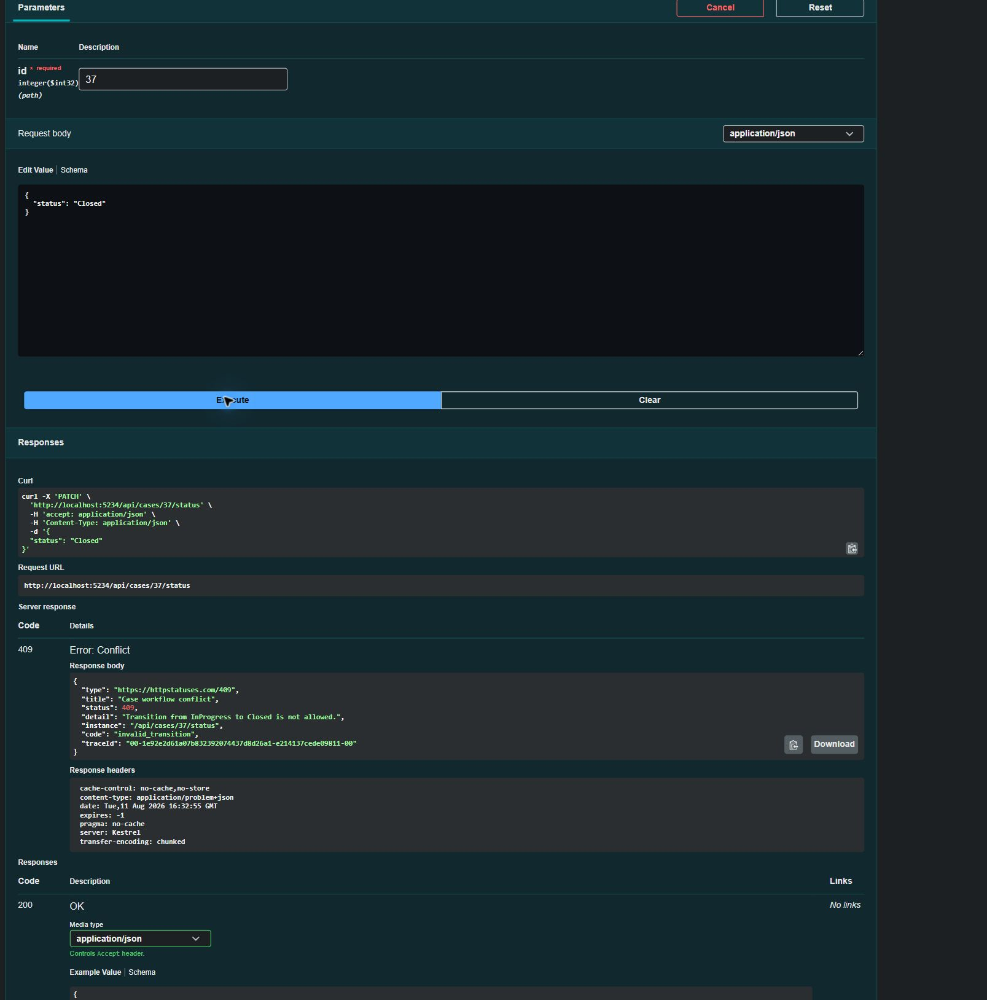 Parameters
Cancel
Reset
Name Description
id * required
integer($int32)
(path)
37
Request body
application/json
Edit Value | Schema
{
  "status": "Closed"
}
Clear
Responses
Curl
curl -X 'PATCH' \
  'http://localhost:5234/api/cases/37/status' \
  -H 'accept: application/json' \
  -H 'Content-Type: application/json' \
  -d '{
  "status": "Closed"
}'
Request URL
http://localhost:5234/api/cases/37/status
Server response
Code Details
409 Error: Conflict
Response body
{
  "type": "https://httpstatuses.com/409",
  "title": "Case workflow conflict",
  "status": 409,
  "detail": "Transition from InProgress to Closed is not allowed.",
  "instance": "/api/cases/37/status",
  "code": "invalid_transition",
  "traceId": "00-1e92e2d61a07b832392074437d8d26a1-e214137cede09811-00"
}
Download
Response headers
cache-control: no-cache,no-store
content-type: application/problem+json
date: Tue,11 Aug 2026 16:32:55 GMT
expires: -1
pragma: no-cache
server: Kestrel
transfer-encoding: chunked
Responses
Code Description Links
200 OK No links
Media type
application/json
Controls Accept header.
Example Value | Schema
{